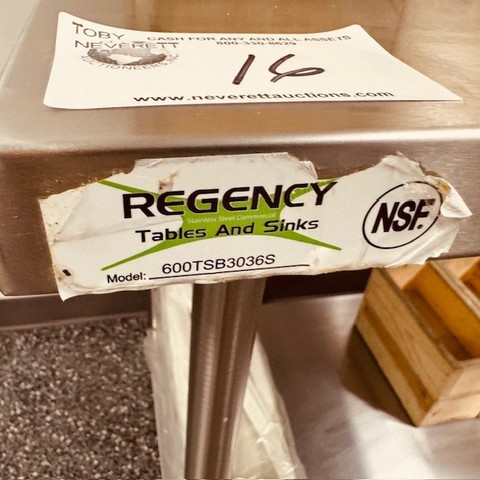 TOBY
NEVERETT
AUCTIONEERS
CASH FOR ANY AND ALL ASSETS
800-330-6629
16
www.neverettauctions.com
REGENCY
Stainless Steel Commercial
Tables And Sinks
NSF.
Model: 600TSB3036S